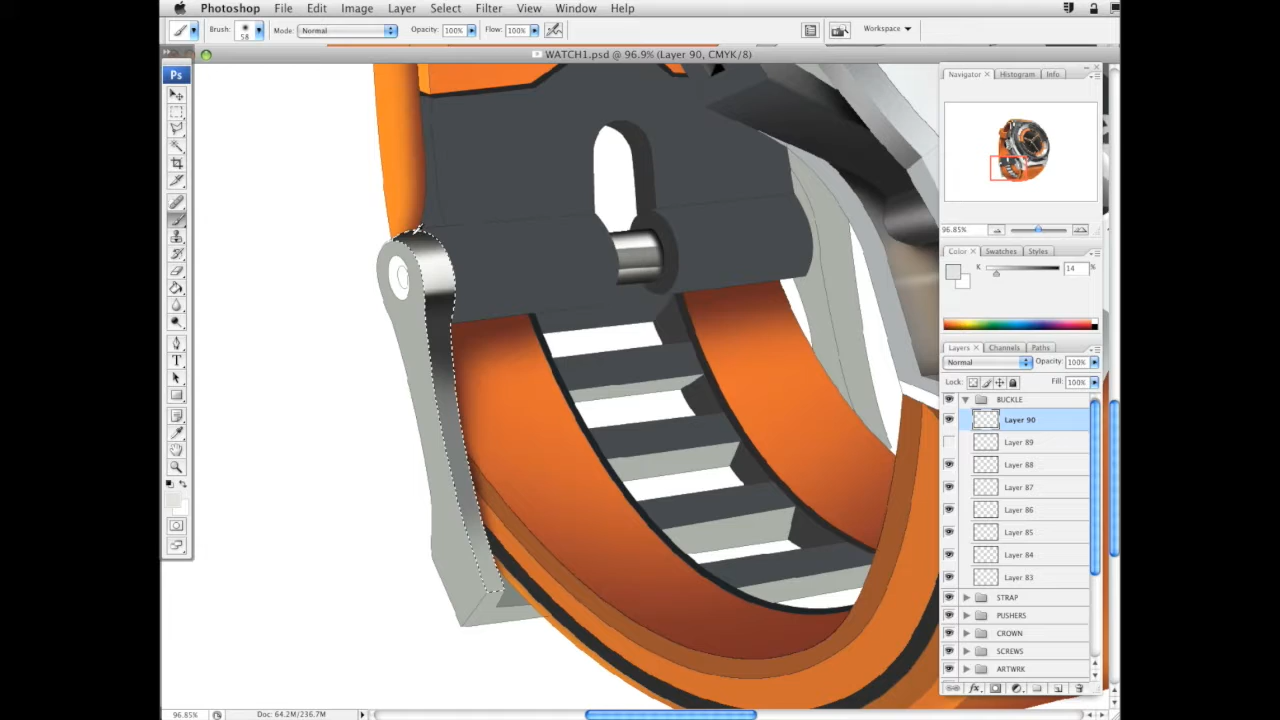 Photoshop File Edit Image Layer Select Filter View Window Help
Brush: 58 Mode: Normal Opacity: 100% Flow: 100% Workspace
WATCH1.psd @ 96.9% (Layer 90, CMYK/8)
Ps
T
Navigator Histogram Info
96.85%
Color Swatches Styles
K 14 %
Layers Channels Paths
Normal Opacity: 100%
Lock: Fill: 100%
BUCKLE
Layer 90
Layer 89
Layer 88
Layer 87
Layer 86
Layer 85
Layer 84
Layer 83
STRAP
PUSHERS
CROWN
SCREWS
ARTWRK
fx
96.85% Doc: 64.2M/236.7M